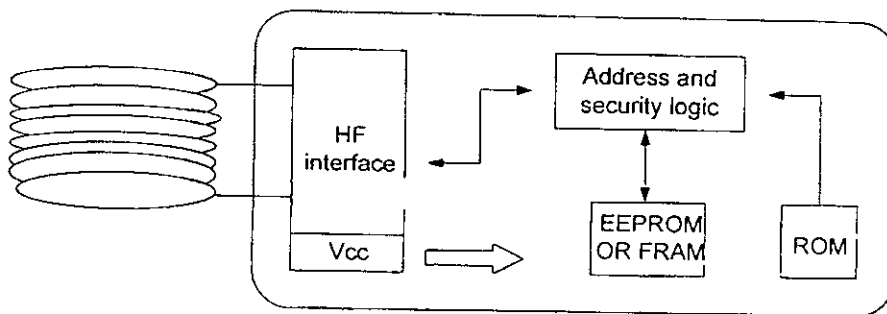 HF
interface
Vcc
Address and
security logic
EEPROM
OR FRAM
ROM